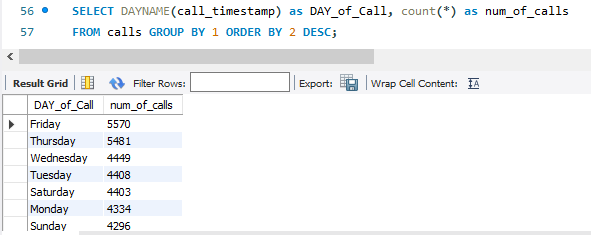 56 SELECT DAYNAME(call_timestamp) as DAY_of_Call, count(*) as num_of_calls
57 FROM calls GROUP BY 1 ORDER BY 2 DESC;
Result Grid Filter Rows: Export: Wrap Cell Content:
DAY_of_Call num_of_calls
Friday 5570
Thursday 5481
Wednesday 4449
Tuesday 4408
Saturday 4403
Monday 4334
Sunday 4296